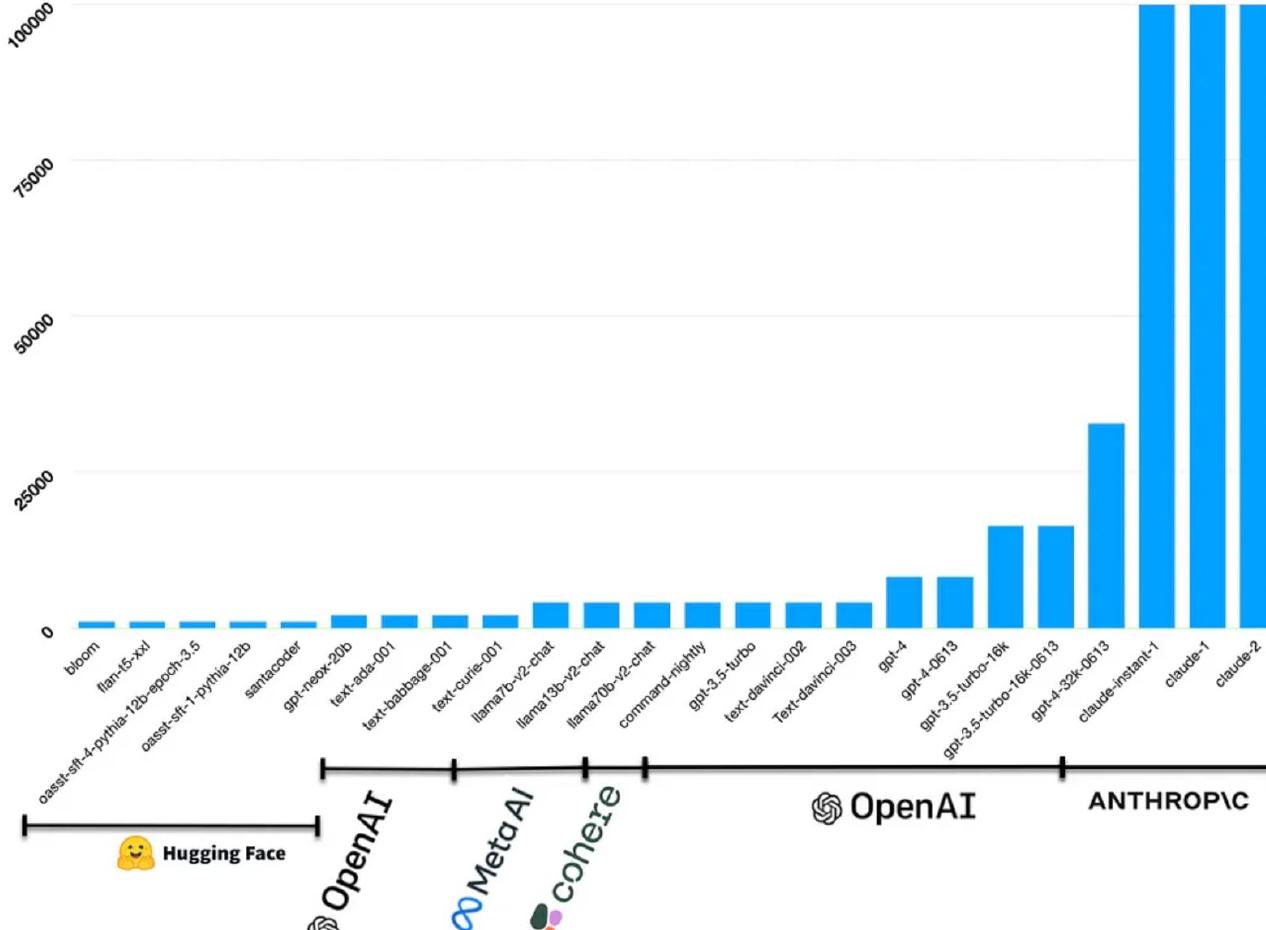 100000
75000
50000
25000
0
bloom
flan-t5-xxl
oasst-sft-4-pythia-12b-epoch-3.5
oasst-sft-1-pythia-12b
santacoder
gpt-neox-20b
text-ada-001
text-babbage-001
text-curie-001
llama7b-v2-chat
llama13b-v2-chat
llama70b-v2-chat
command-nightly
gpt-3.5-turbo
text-davinci-002
Text-davinci-003
gpt-4
gpt-4-0613
gpt-3.5-turbo-16k
gpt-3.5-turbo-16k-0613
gpt-4-32k-0613
claude-instant-1
claude-1
claude-2
Hugging Face
OpenAI
Meta AI
cohere
OpenAI
ANTHROP\C